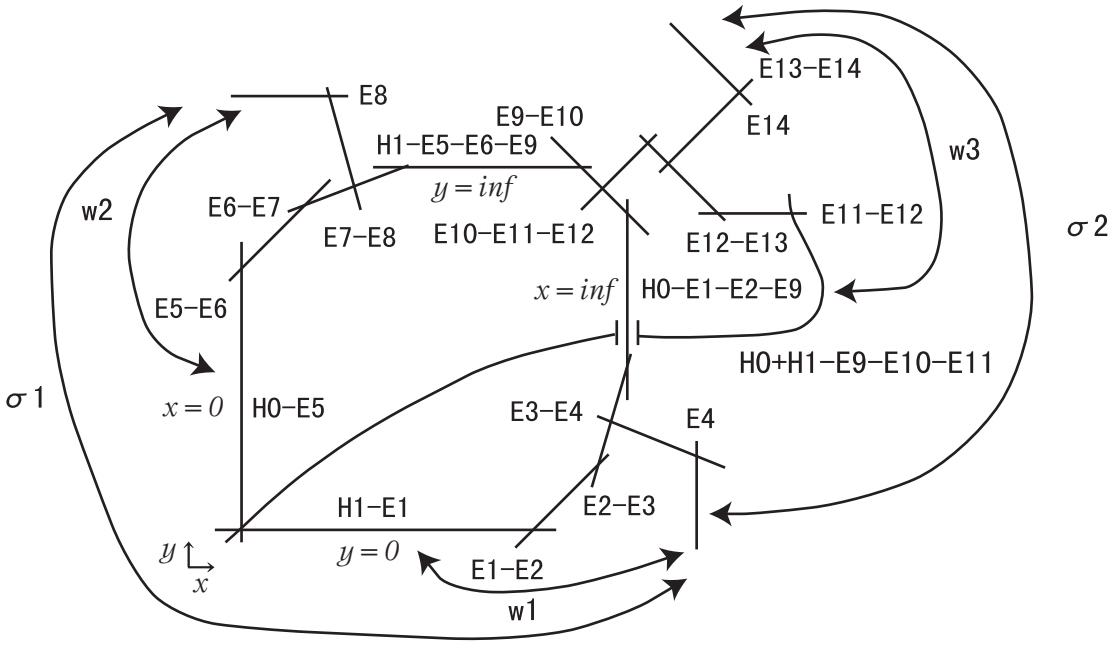 E13-E14
E8
E9-E10
E14
H1-E5-E6-E9
w3
y=inf
w2
E6-E7
E11-E12
E7-E8
E10-E11-E12
E12-E13
σ2
E5-E6
x=inf
H0-E1-E2-E9
H0+H1-E9-E10-E11
σ1
x=0
H0-E5
E3-E4
E4
H1-E1
E2-E3
y
y=0
x
E1-E2
w1